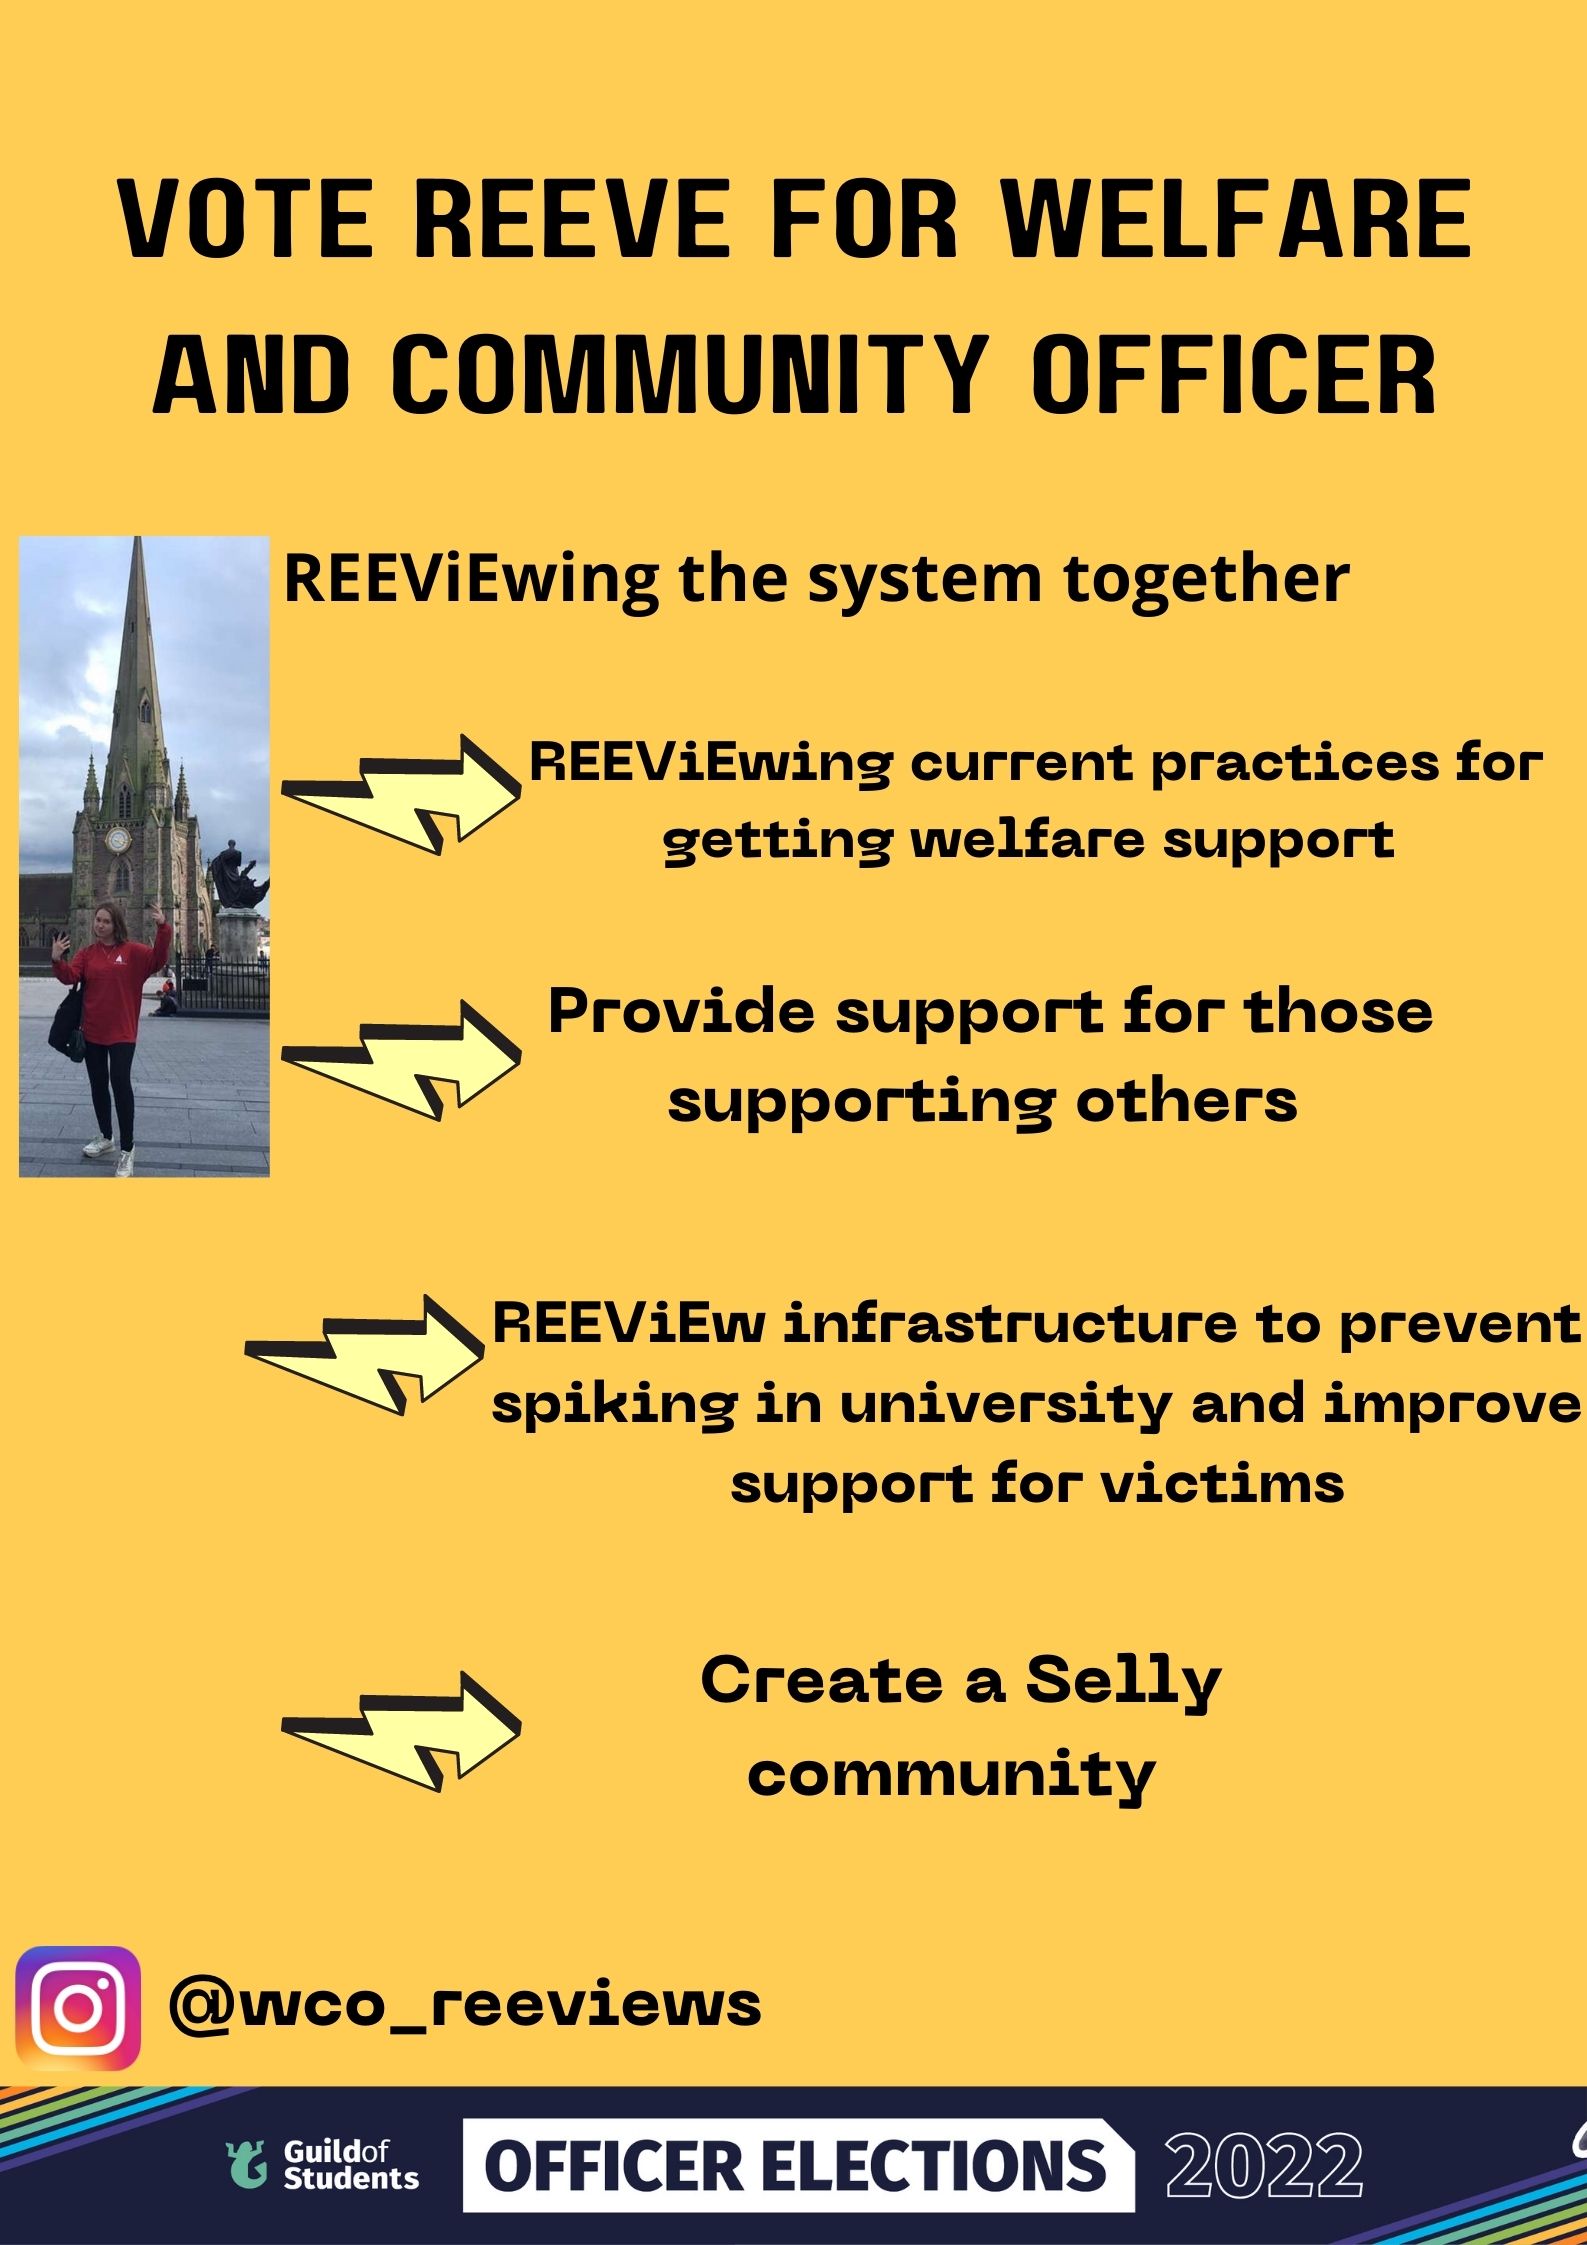 VOTE REEVE FOR WELFARE
AND COMMUNITY OFFICER
REEViEwing the system together
REEViEwing current practices for
getting welfare support
Provide support for those
supporting others
REEViEw infrastructure to prevent
spiking in university and improve
support for victims
Create a Selly
community
@wco_reeviews
Guildof
Students
OFFICER ELECTIONS
2022